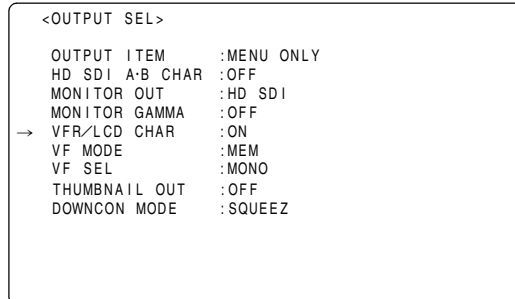 <OUTPUT SEL>
OUTPUT ITEM :MENU ONLY
HD SDI A·B CHAR :OFF
MONITOR OUT :HD SDI
MONITOR GAMMA :OFF
→ VFR/LCD CHAR :ON
VF MODE :MEM
VF SEL :MONO
THUMBNAIL OUT :OFF
DOWNCON MODE :SQUEEZ